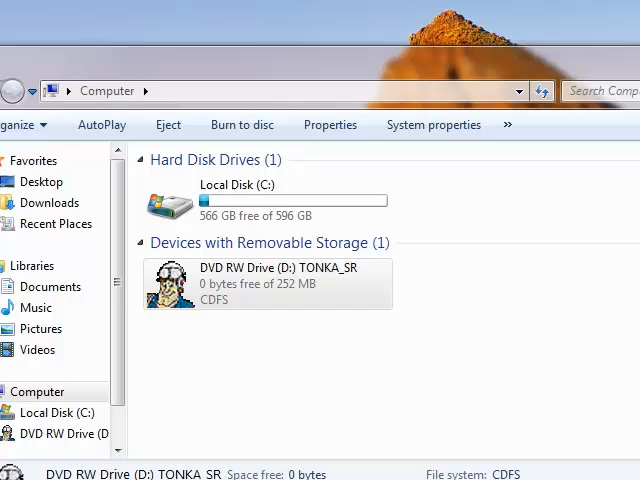 Computer
Search Comp
ganize
AutoPlay
Eject
Burn to disc
Properties
System properties
»
Favorites
Desktop
Downloads
Recent Places
Libraries
Documents
Music
Pictures
Videos
Computer
Local Disk (C:)
DVD RW Drive (D
Hard Disk Drives (1)
Local Disk (C:)
566 GB free of 596 GB
Devices with Removable Storage (1)
DVD RW Drive (D:) TONKA_SR
0 bytes free of 252 MB
CDFS
DVD RW Drive (D:) TONKA_SR Space free: 0 bytes File system: CDFS